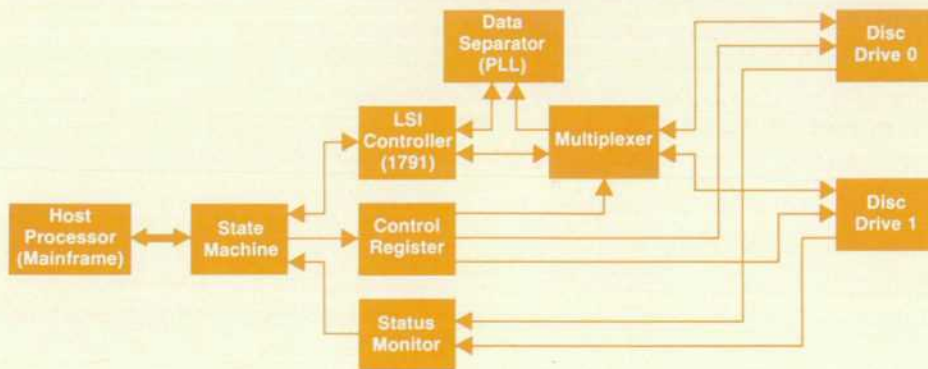 Data
Separator
(PLL)
Disc
Drive 0
LSI
Controller
(1791)
Multiplexer
Host
Processor
(Mainframe)
State
Machine
Control
Register
Disc
Drive 1
Status
Monitor